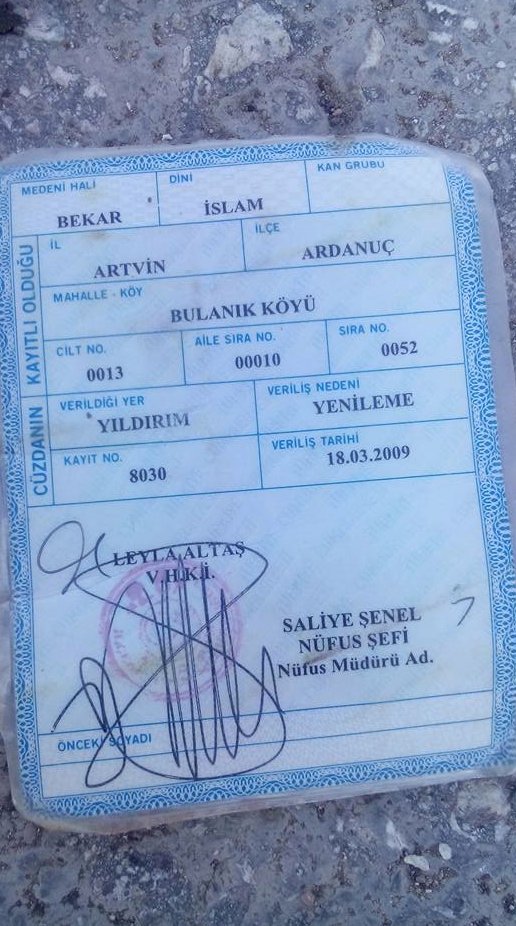 MEDENİ HALİ
DİNİ
KAN GRUBU
BEKAR
İSLAM
KAYITLI OLDUĞU
İL
İLÇE
ARTVİN
ARDANUÇ
MAHALLE - KÖY
BULANIK KÖYÜ
CİLT NO.
AİLE SIRA NO.
SIRA NO.
0013
00010
0052
CÜZDANIN
VERİLDİĞİ YER
VERİLİŞ NEDENİ
YILDIRIM
YENİLEME
KAYIT NO.
VERİLİŞ TARİHİ
8030
18.03.2009
LEYLA ALTAŞ
V.H.K.İ.
SALİYE ŞENEL
NÜFUS ŞEFİ
Nüfus Müdürü Ad.
ÖNCEKİ SOYADI